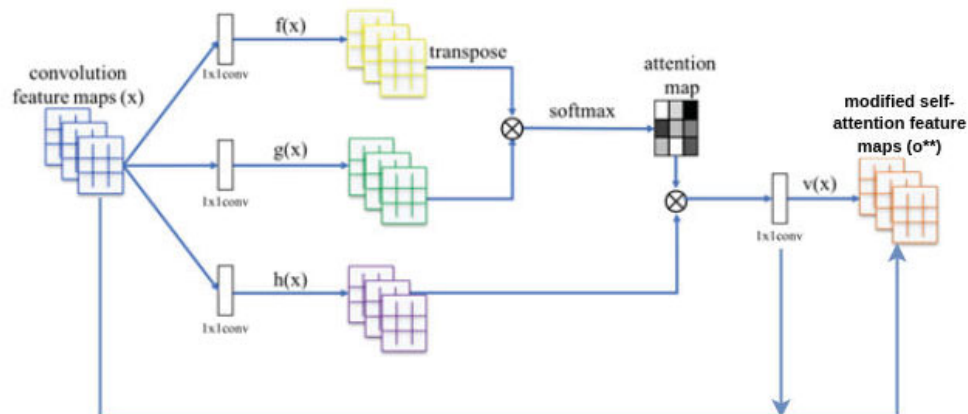 convolution
feature maps (x)
1x1conv
f(x)
transpose
1x1conv
g(x)
softmax
attention
map
1x1conv
h(x)
1x1conv
v(x)
modified self-
attention feature
maps (o**)